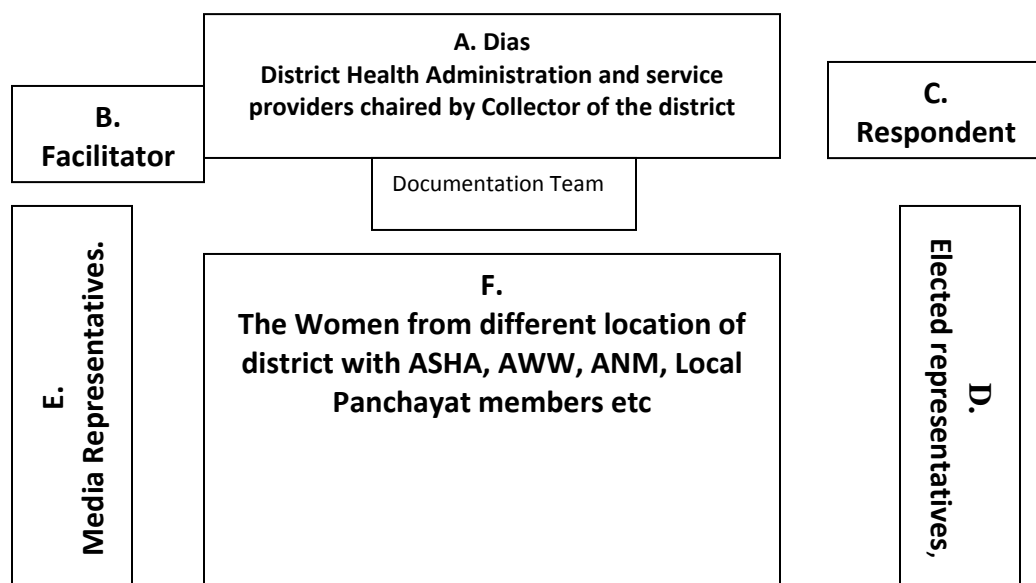 A. Dias
District Health Administration and service
providers chaired by Collector of the district
B.
Facilitator
C.
Respondent
Documentation Team
E.
Media Representatives.
F.
The Women from different location of
district with ASHA, AWW, ANM, Local
Panchayat members etc
D.
Elected representatives,